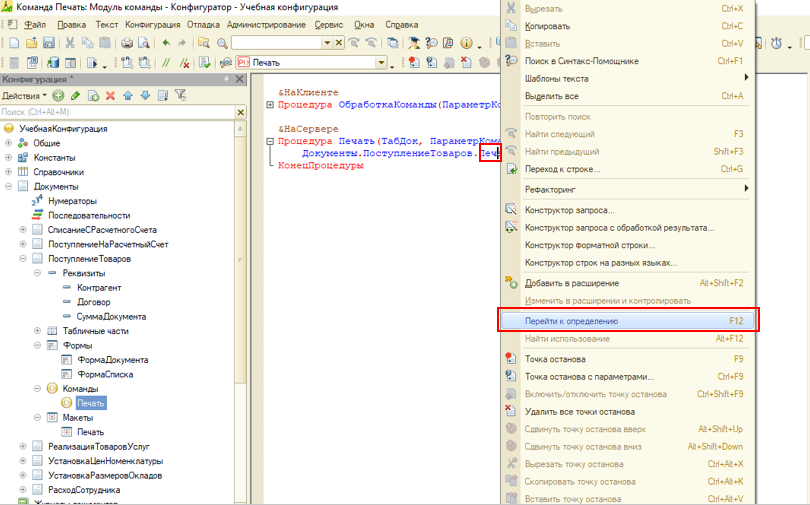 Команда Печать: Модуль команды - Конфигуратор - Учебная конфигурация
Файл Правка Текст Конфигурация Отладка Администрирование Сервис Окна Справка
Печать
Конфигурация *
Действия
Поиск (Ctrl+Alt+M)
УчебнаяКонфигурация
Общие
Константы
Справочники
Документы
Нумераторы
Последовательности
СписаниеСРасчетногоСчета
ПоступлениеНаРасчетныйСчет
ПоступлениеТоваров
Реквизиты
Контрагент
Договор
СуммаДокумента
Табличные части
Формы
ФормаДокумента
ФормаСписка
Команды
Печать
Макеты
Печать
РеализацияТоваровУслуг
УстановкаЦенНоменклатуры
УстановкаРазмеровОкладов
РасходСотрудника
Журналы документов
&НаКлиенте
Процедура ОбработкаКоманды(ПараметрКо
&НаСервере
Процедура Печать(ТабДок, ПараметрКома
Документы.ПоступлениеТоваров.Печа
КонецПроцедуры
Вырезать Ctrl+X
Копировать Ctrl+C
Вставить Ctrl+V
Поиск в Синтакс-Помощнике Ctrl+F1
Шаблоны текста
Выделить все Ctrl+A
Повторить поиск
Найти следующий F3
Найти предыдущий Shift+F3
Переход к строке... Ctrl+G
Рефакторинг
Конструктор запроса...
Конструктор запроса с обработкой результата...
Конструктор форматной строки...
Конструктор строк на разных языках...
Добавить в расширение Alt+Shift+F2
Изменить в расширении и контролировать
Перейти к определению F12
Найти использование Alt+F12
Точка останова F9
Точка останова с параметрами... Ctrl+F9
Включить/отключить точку останова Ctrl+Shift+F9
Удалить все точки останова
Сдвинуть точку останова вверх Alt+Shift+Up
Сдвинуть точку останова вниз Alt+Shift+Down
Вырезать точку останова Ctrl+Alt+X
Скопировать точку останова Ctrl+Alt+K
Вставить точку останова Ctrl+Alt+V